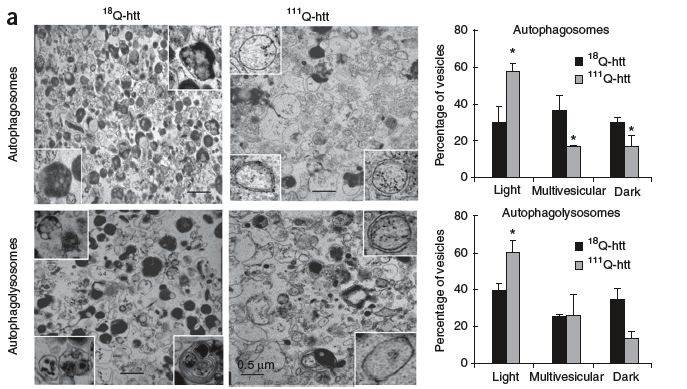 a
18Q-htt
111Q-htt
Autophagosomes
Autophagosomes
Percentage of vesicles
80
60
40
20
0
*
*
*
18Q-htt
111Q-htt
Light
Multivesicular
Dark
Autophagolysosomes
0.5 µm
Autophagolysosomes
Percentage of vesicles
80
60
40
20
0
*
18Q-htt
111Q-htt
Light
Multivesicular
Dark